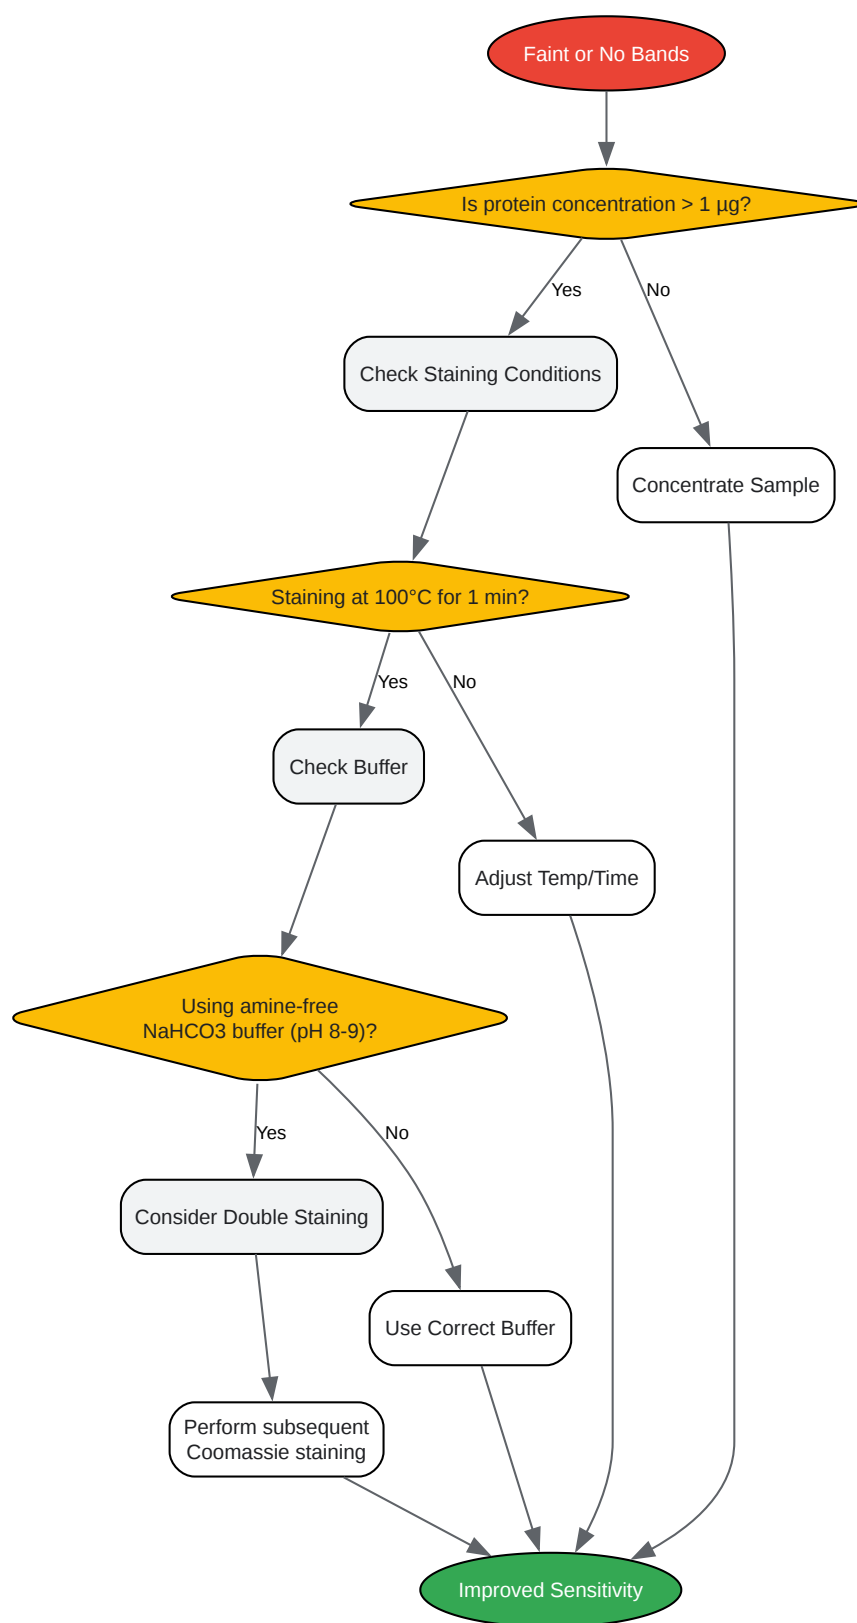 Faint or No Bands
Is protein concentration > 1 µg?
Yes
No
Check Staining Conditions
Concentrate Sample
Staining at 100°C for 1 min?
Yes
No
Check Buffer
Adjust Temp/Time
Using amine-free
NaHCO3 buffer (pH 8-9)?
Yes
No
Consider Double Staining
Use Correct Buffer
Perform subsequent
Coomassie staining
Improved Sensitivity